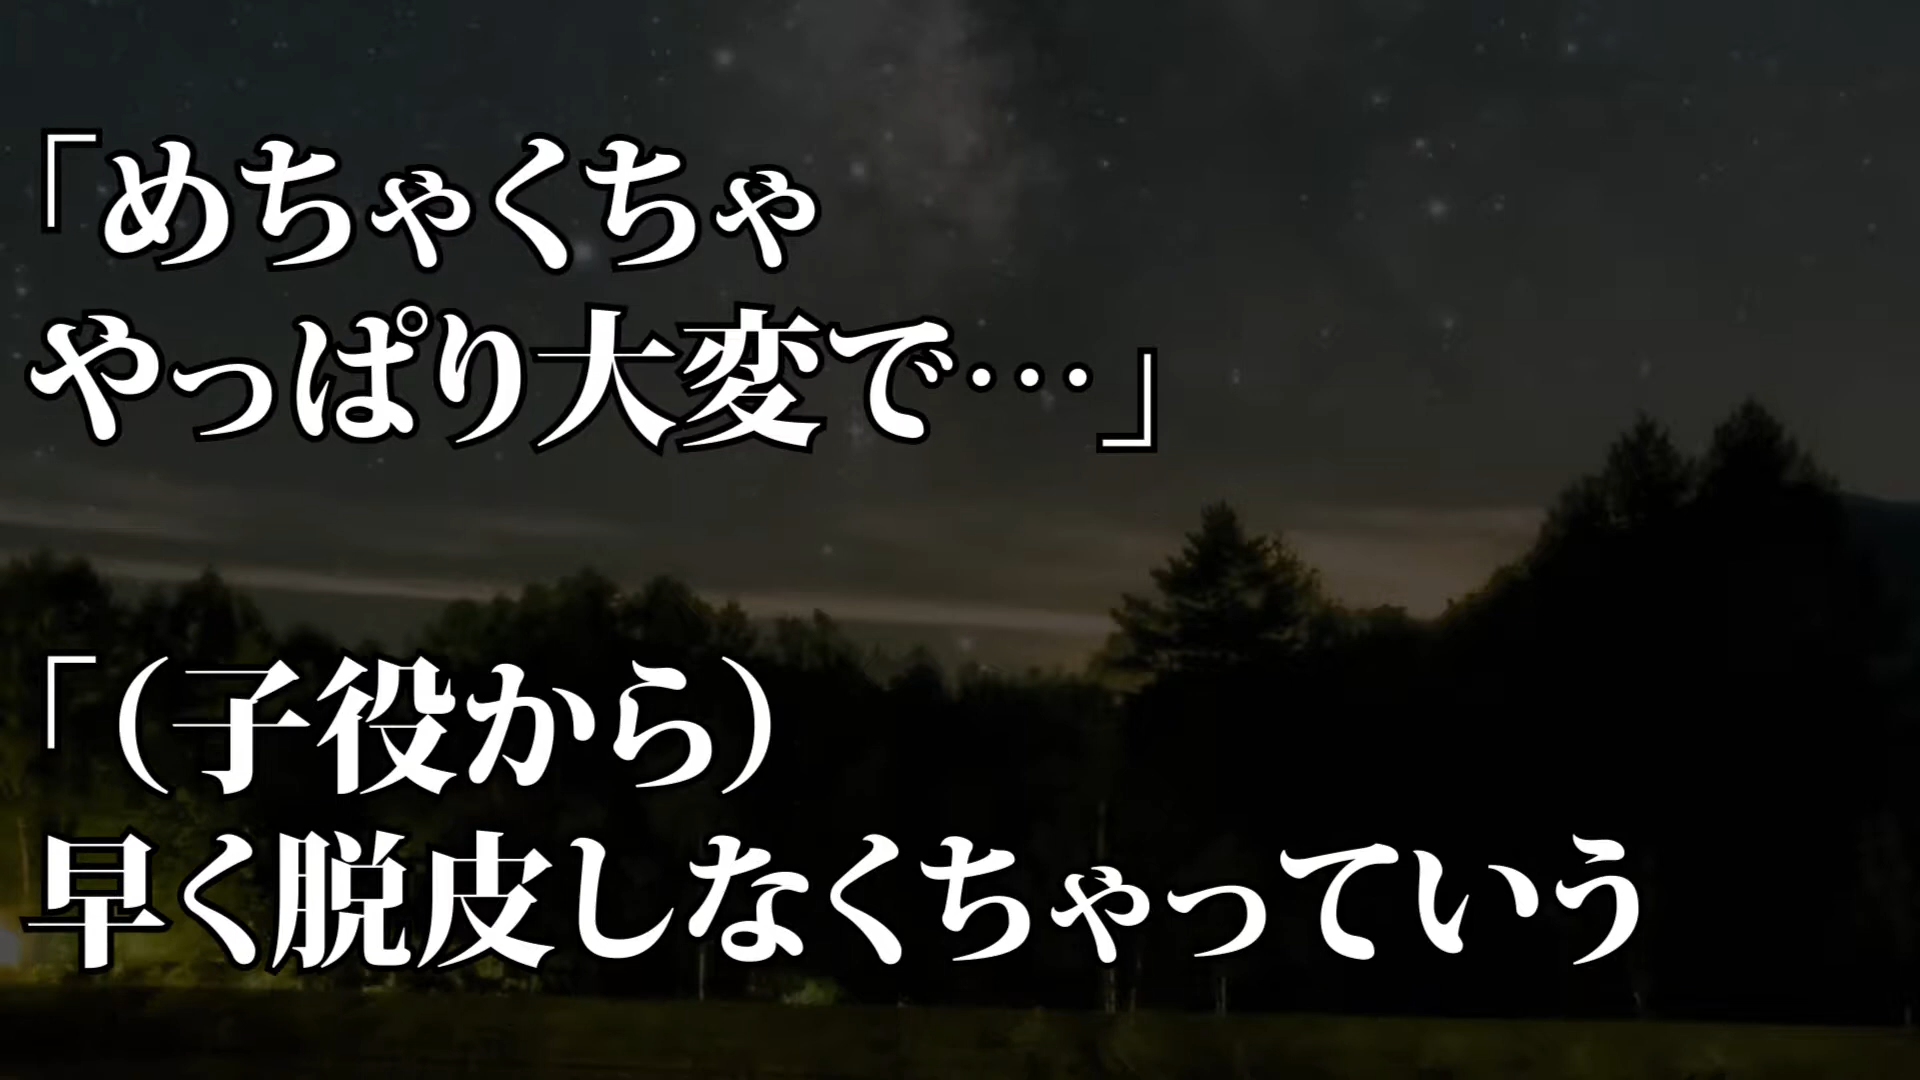 「めちゃくちゃ
やっぱり大変で…」
「(子役から)
早く脱皮しなくちゃっていう